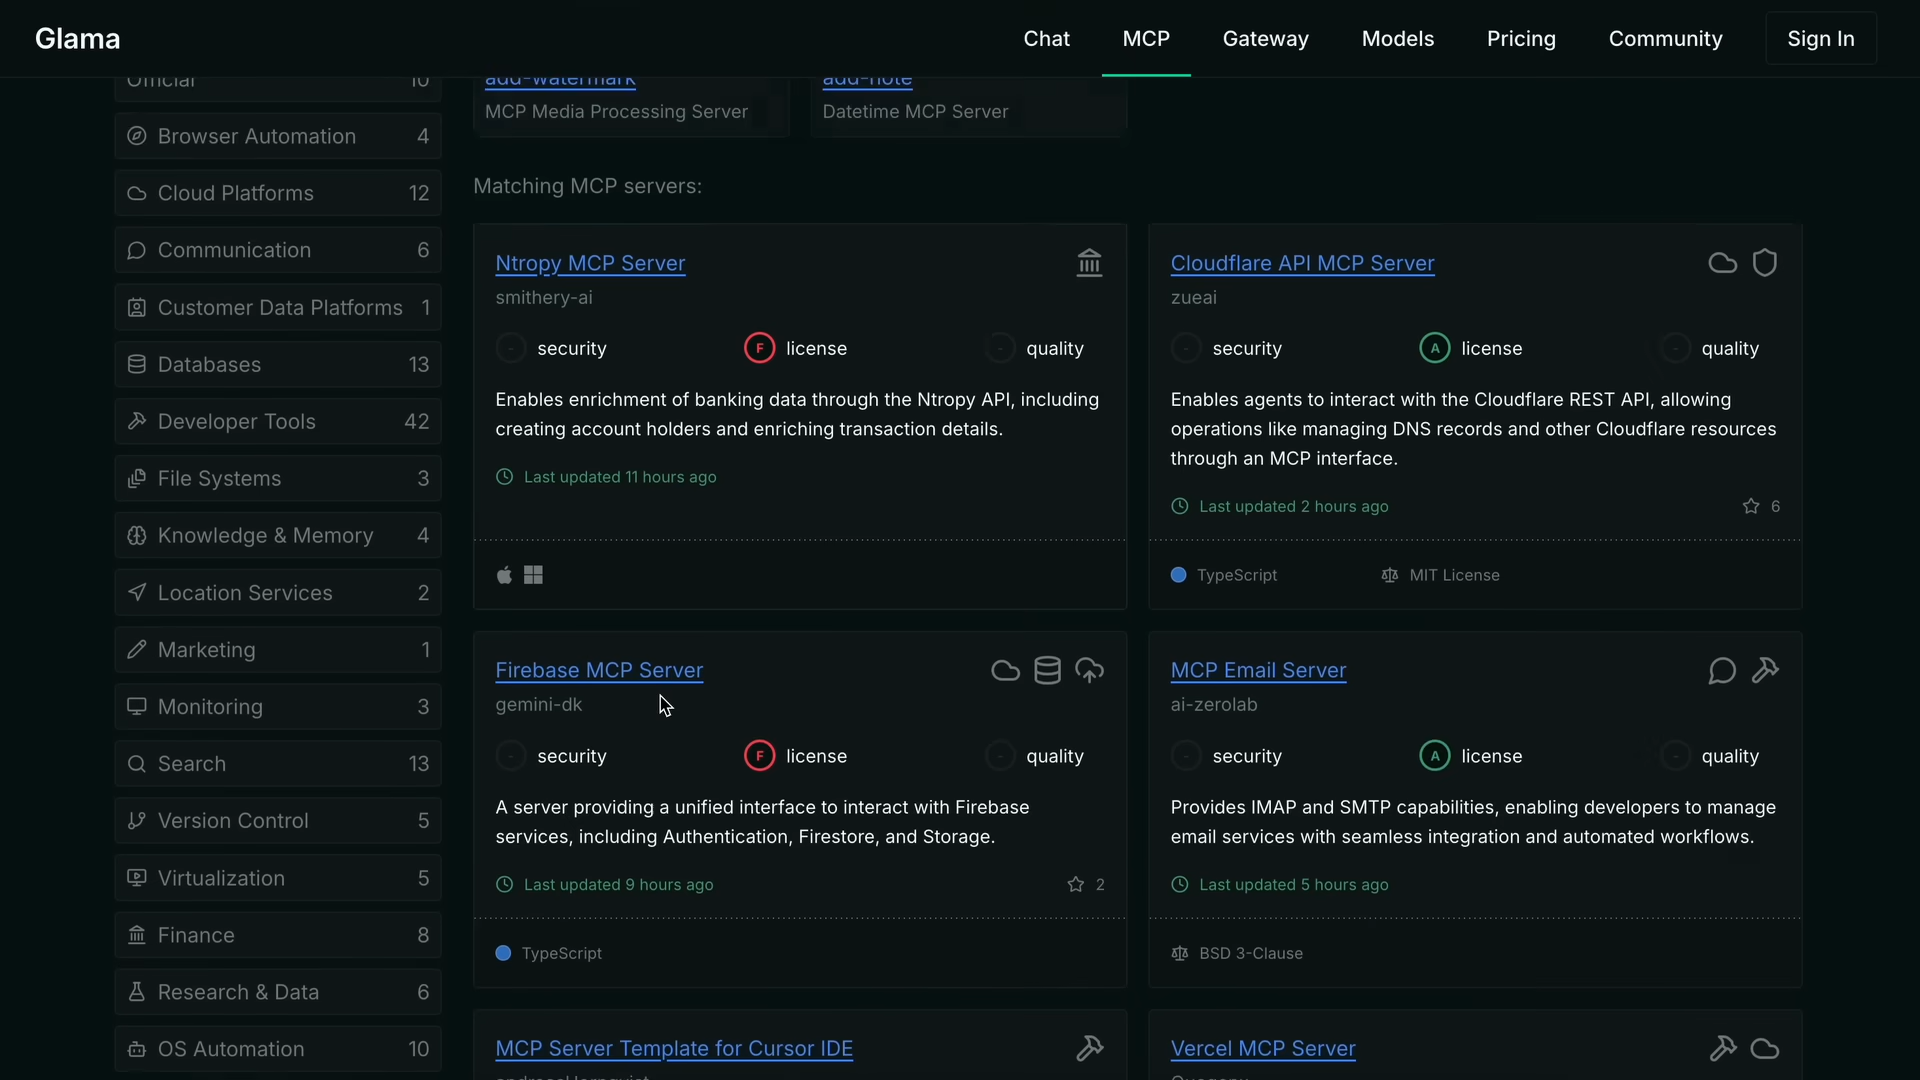 Glama
Chat
MCP
Gateway
Models
Pricing
Community
Sign In
Official 10
Browser Automation 4
Cloud Platforms 12
Communication 6
Customer Data Platforms 1
Databases 13
Developer Tools 42
File Systems 3
Knowledge & Memory 4
Location Services 2
Marketing 1
Monitoring 3
Search 13
Version Control 5
Virtualization 5
Finance 8
Research & Data 6
OS Automation 10
add-watermark
MCP Media Processing Server
add-note
Datetime MCP Server
Matching MCP servers:
Ntropy MCP Server
smithery-ai
- security F license - quality
Enables enrichment of banking data through the Ntropy API, including
creating account holders and enriching transaction details.
Last updated 11 hours ago
Cloudflare API MCP Server
zueai
- security A license - quality
Enables agents to interact with the Cloudflare REST API, allowing
operations like managing DNS records and other Cloudflare resources
through an MCP interface.
Last updated 2 hours ago 6
TypeScript MIT License
Firebase MCP Server
gemini-dk
- security F license - quality
A server providing a unified interface to interact with Firebase
services, including Authentication, Firestore, and Storage.
Last updated 9 hours ago 2
TypeScript
MCP Email Server
ai-zerolab
- security A license - quality
Provides IMAP and SMTP capabilities, enabling developers to manage
email services with seamless integration and automated workflows.
Last updated 5 hours ago
BSD 3-Clause
MCP Server Template for Cursor IDE
Vercel MCP Server